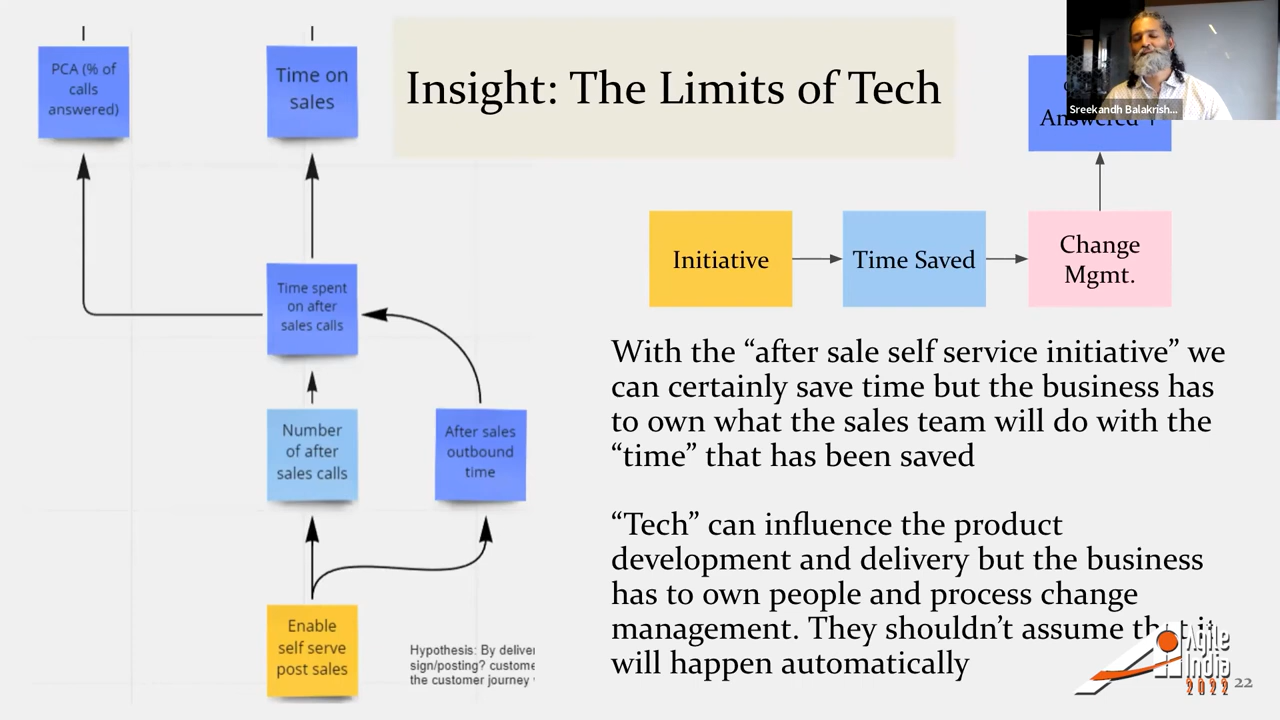 PCA (% of
calls
answered)
Time on
sales
Insight: The Limits of Tech
Sreekandh Balakrish...
Answered
Initiative
Time Saved
Change
Mgmt.
Time spent
on after
sales calls
Number
of after
sales calls
After sales
outbound
time
Enable
self serve
post sales
Hypothesis: By deliver
sign/posting? custome
the customer journey
With the “after sale self service initiative” we
can certainly save time but the business has
to own what the sales team will do with the
“time” that has been saved
“Tech” can influence the product
development and delivery but the business
has to own people and process change
management. They shouldn’t assume that it
will happen automatically
Agile
India
2022
22